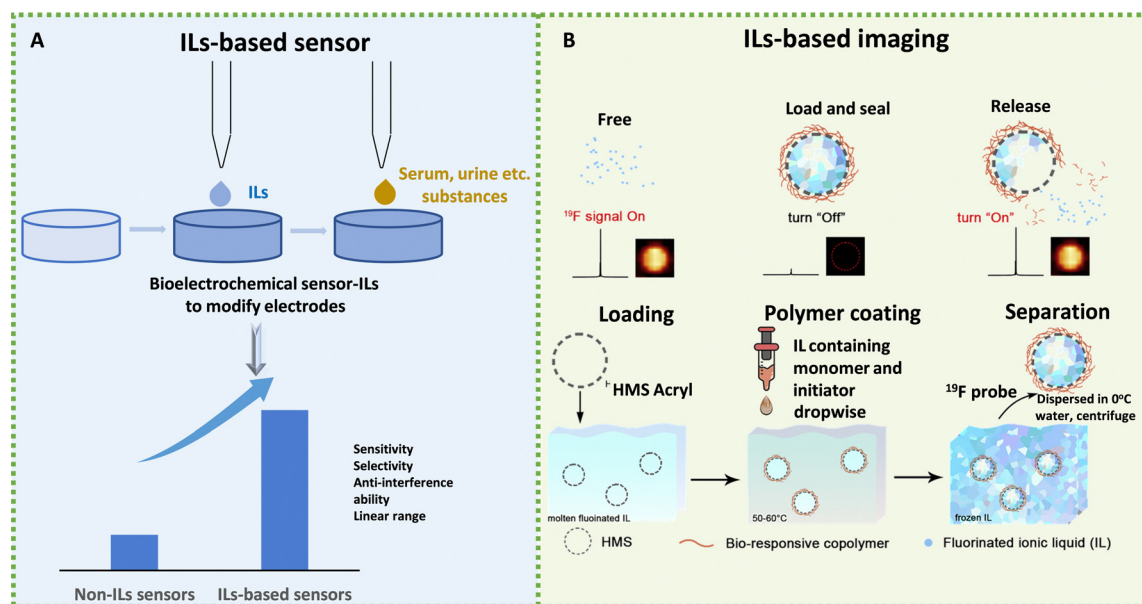 A
ILs-based sensor
ILs
Serum, urine etc.
substances
Bioelectrochemical sensor-ILs
to modify electrodes
Sensitivity
Selectivity
Anti-interference
ability
Linear range
Non-ILs sensors
ILs-based sensors
B
ILs-based imaging
Free
Load and seal
Release
¹⁹F signal On
turn “Off”
turn “On”
Loading
Polymer coating
Separation
HMS Acryl
IL containing
monomer and
initiator
dropwise
¹⁹F probe
Dispersed in 0°C
water, centrifuge
molten fluoinated IL
50-60°C
frozen IL
HMS
Bio-responsive copolymer
Fluorinated ionic liquid (IL)